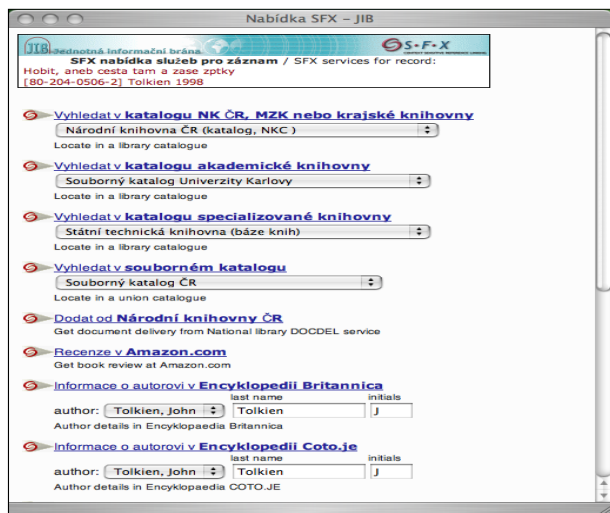 Nabídka SFX – JIB
JIB Jednotná informační brána S•F•X
SFX nabídka služeb pro záznam / SFX services for record:
Hobit, aneb cesta tam a zase zptky
[80-204-0506-2] Tolkien 1998
Vyhledat v katalogu NK ČR, MZK nebo krajské knihovny
Národní knihovna ČR (katalog, NKC )
Locate in a library catalogue
Vyhledat v katalogu akademické knihovny
Souborný katalog Univerzity Karlovy
Locate in a library catalogue
Vyhledat v katalogu specializované knihovny
Státní technická knihovna (báze knih)
Locate in a library catalogue
Vyhledat v souborném katalogu
Souborný katalog ČR
Locate in a union catalogue
Dodat od Národní knihovny ČR
Get document delivery from National library DOCDEL service
Recenze v Amazon.com
Get book review at Amazon.com
Informace o autorovi v Encyklopedii Britannica
last name initials
author: Tolkien, John Tolkien J
Author details in Encyclopaedia Britannica
Informace o autorovi v Encyklopedii Coto.je
last name initials
author: Tolkien, John Tolkien J
Author details in Encyklopaedia COTO.JE